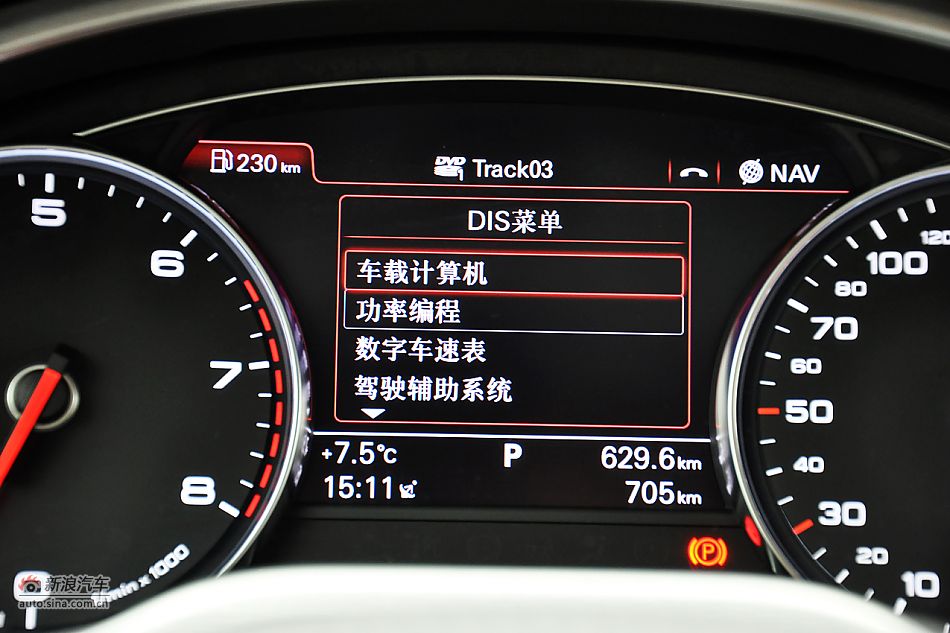 230 km
DVD Track03
NAV
DIS菜单
车载计算机
功率编程
数字车速表
驾驶辅助系统
+7.5℃
P
629.6km
15:11
705km
5
6
7
8
1/min x 1000
120
100
80
70
60
50
40
30
20
10
P
新浪汽车
auto.sina.com.cn